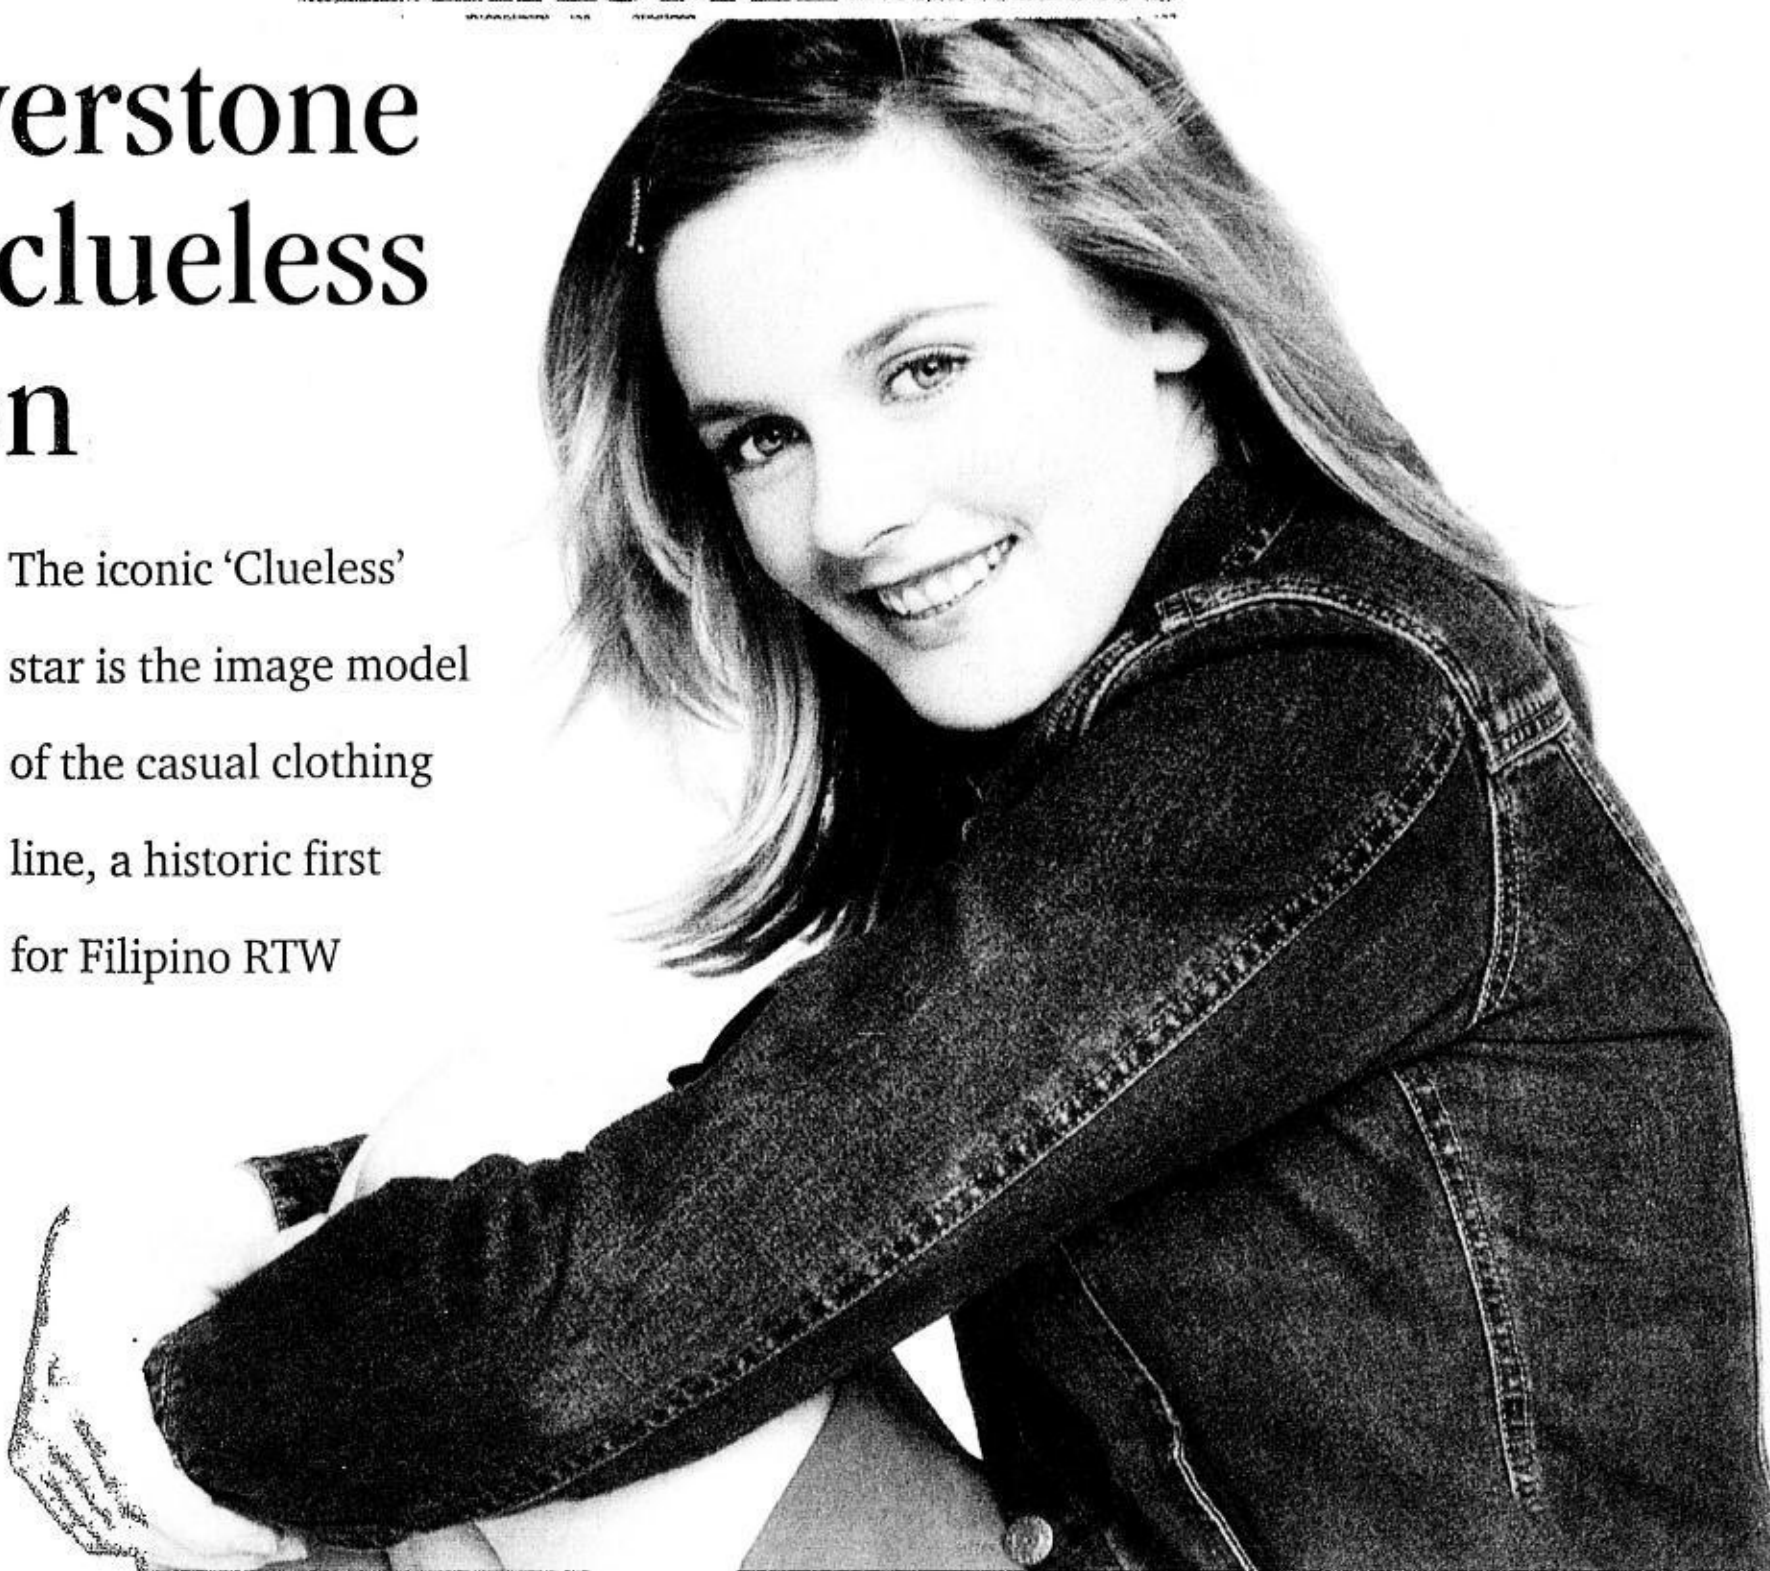 verstone
clueless
n
The iconic ‘Clueless’
star is the image model
of the casual clothing
line, a historic first
for Filipino RTW